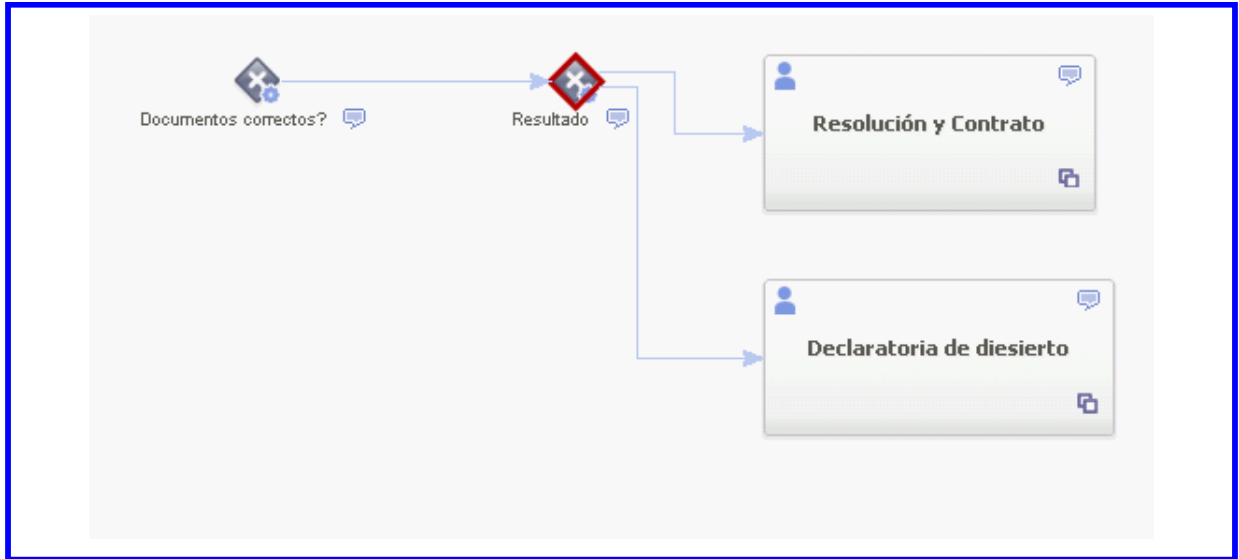 Documentos correctos?
Resultado
Resolución y Contrato
Declaratoria de diesierto